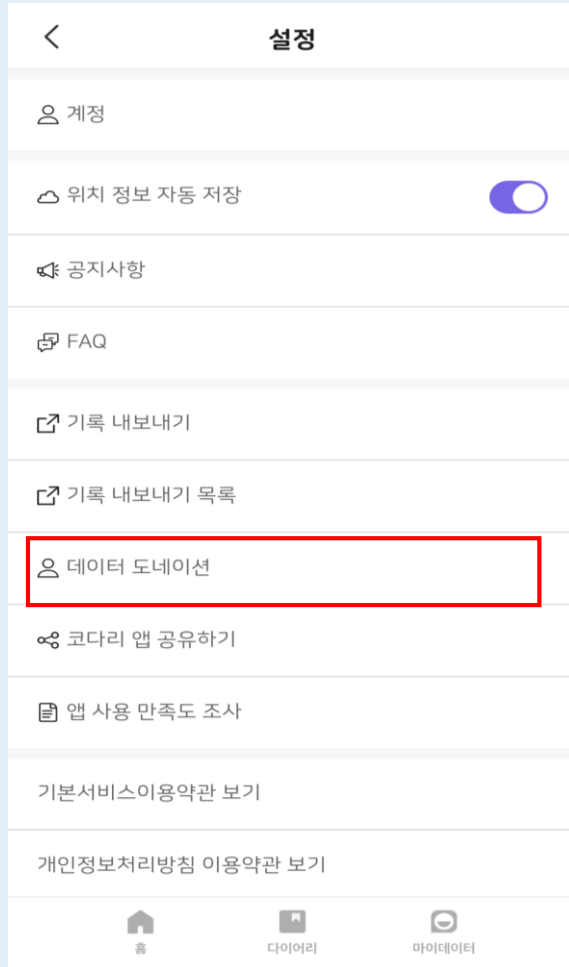 설정
계정
위치 정보 자동 저장
공지사항
FAQ
기록 내보내기
기록 내보내기 목록
데이터 도네이션
코다리 앱 공유하기
앱 사용 만족도 조사
기본서비스이용약관 보기
개인정보처리방침 이용약관 보기
홈
다이어리
마이데이터